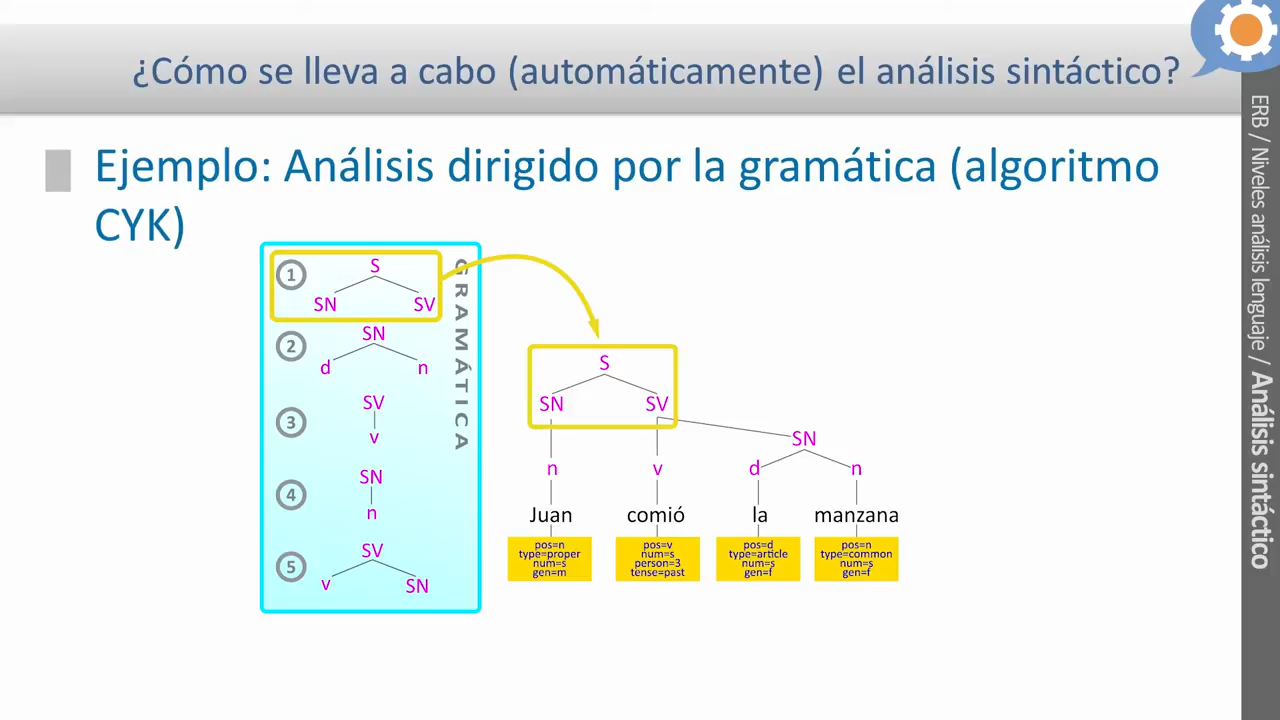 ¿Cómo se lleva a cabo (automáticamente) el análisis sintáctico?
Ejemplo: Análisis dirigido por la gramática (algoritmo
CYK)
GRAMÁTICA
1
S
SN SV
2
SN
d n
3
SV
v
4
SN
n
5
SV
v SN
S
SN SV
SN
n v d n
Juan comió la manzana
pos=n
type=proper
num=s
gen=m
pos=v
num=s
person=3
tense=past
pos=d
type=article
num=s
gen=f
pos=n
type=common
num=s
gen=f
ERB / Niveles análisis lenguaje / Análisis sintáctico